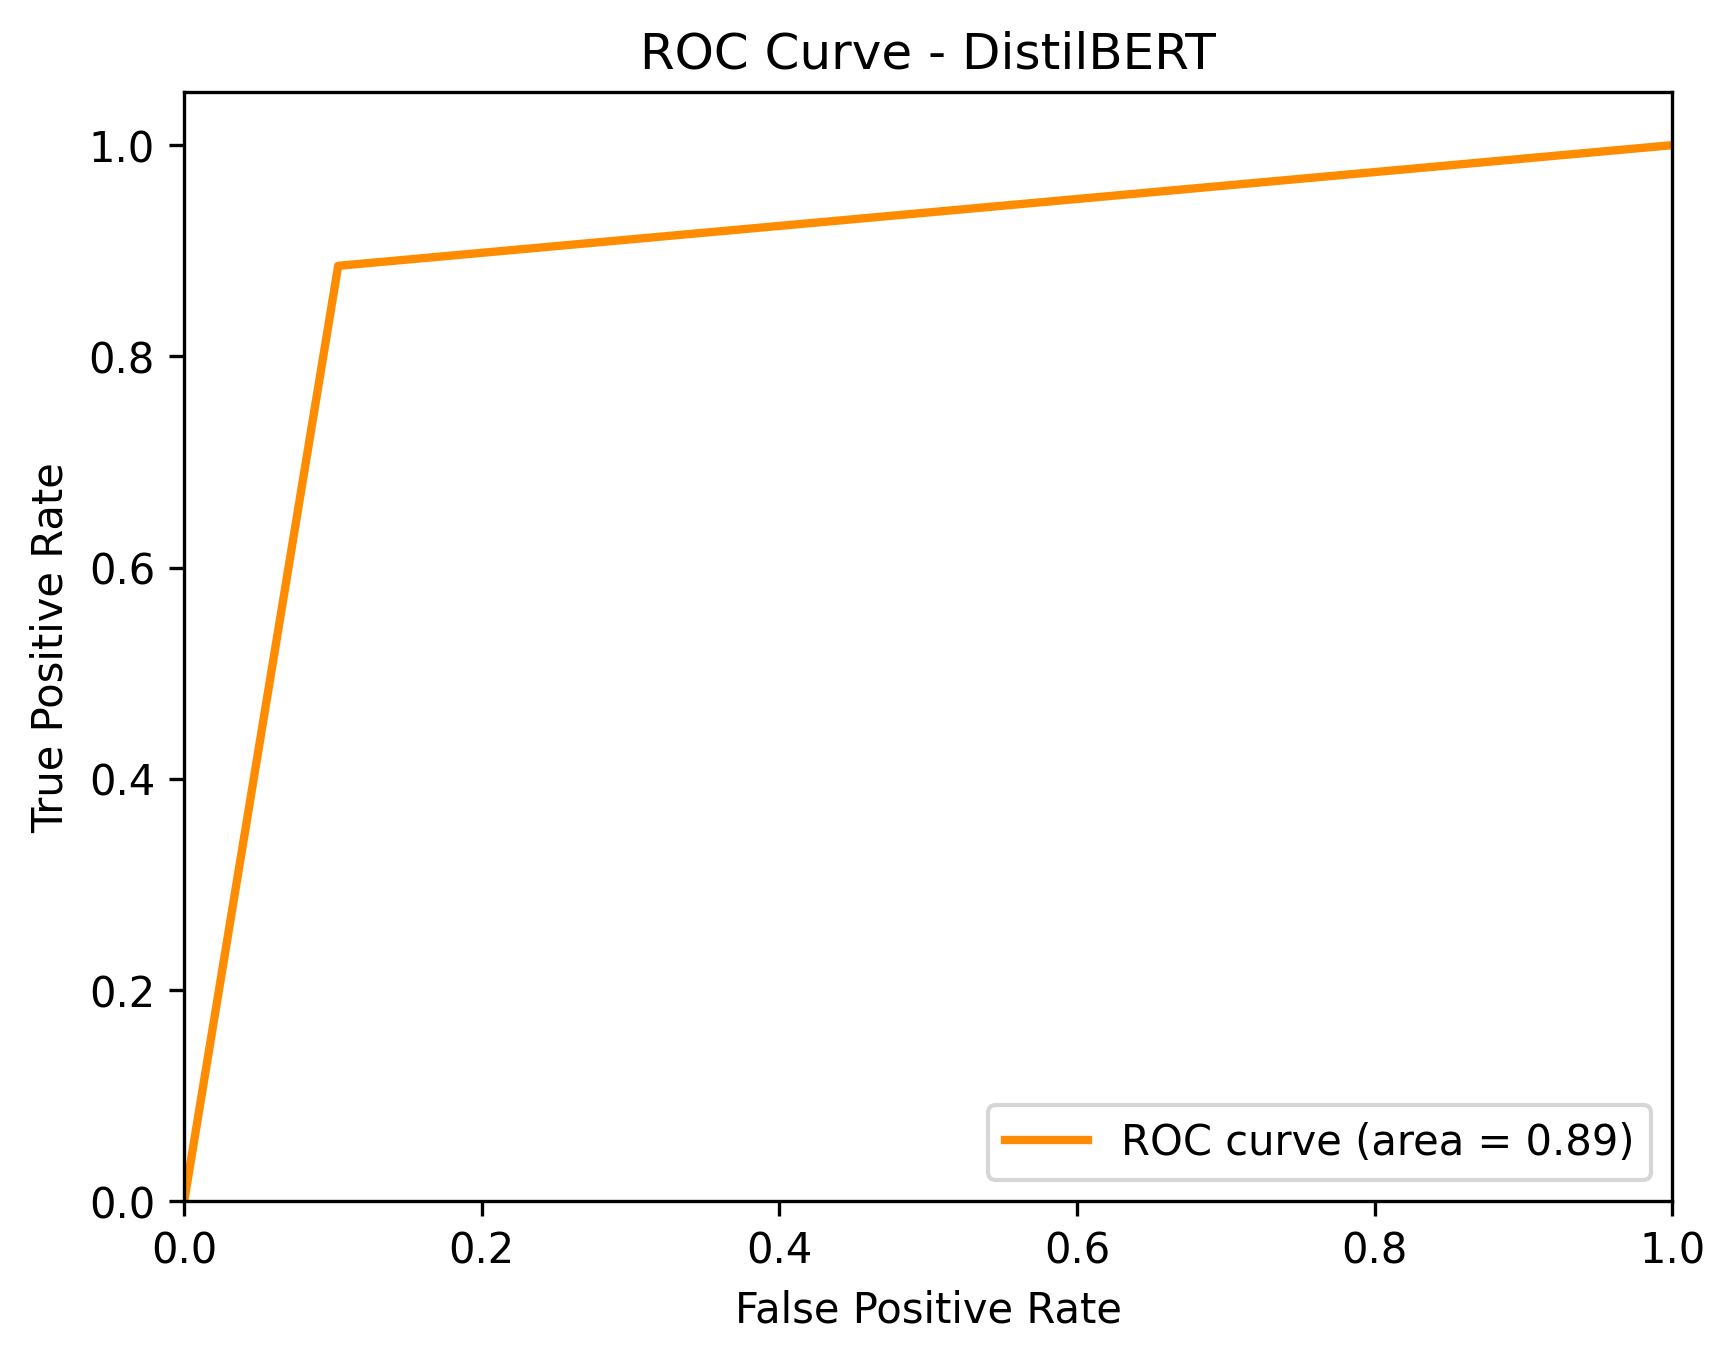 ROC Curve - DistilBERT
True Positive Rate
1.0
0.8
0.6
0.4
0.2
0.0
0.0 0.2 0.4 0.6 0.8 1.0
False Positive Rate
ROC curve (area = 0.89)